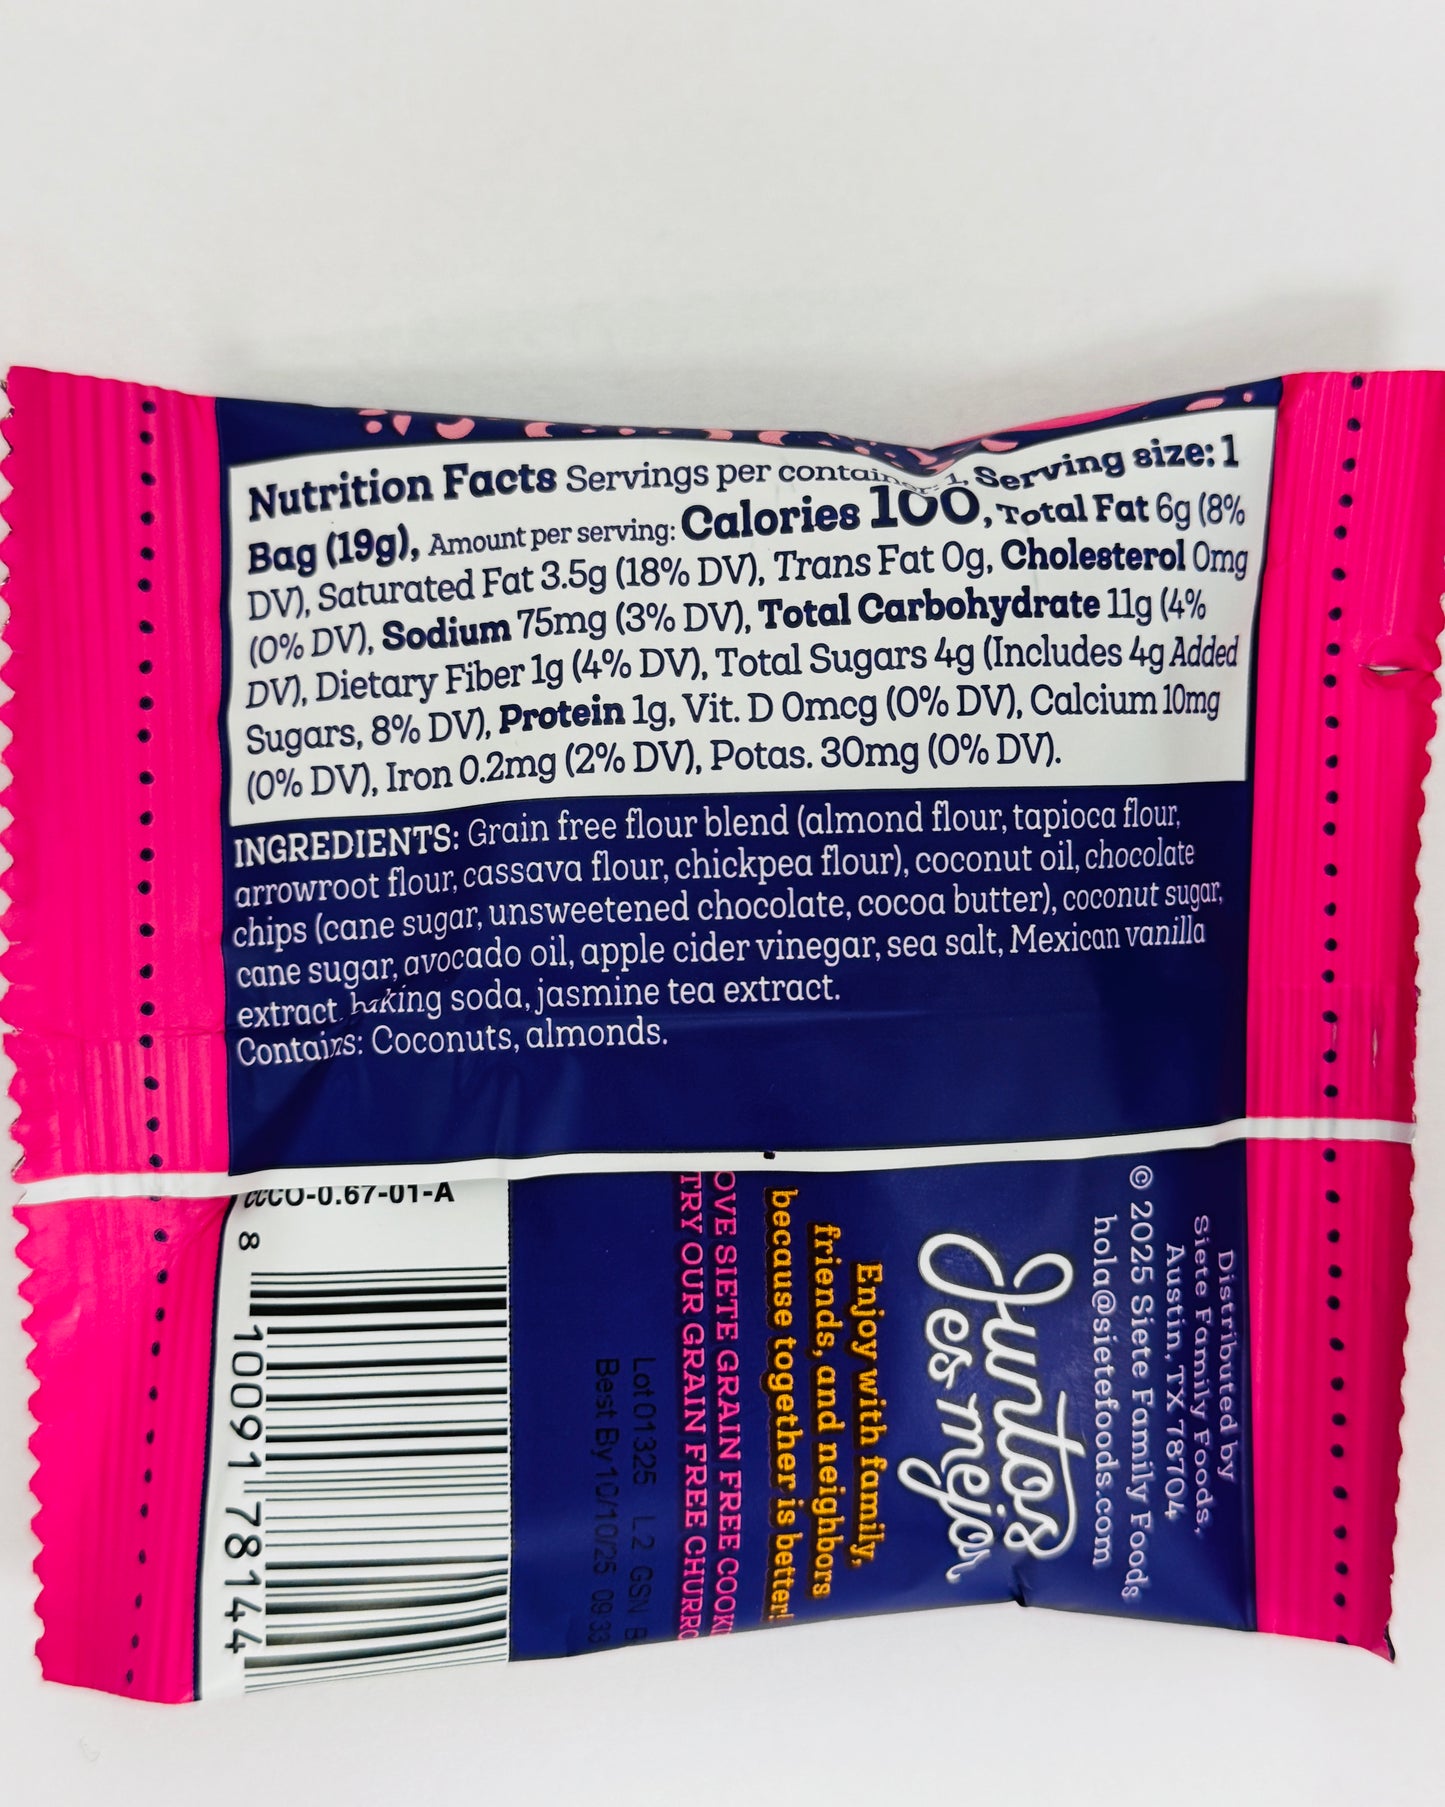 Nutrition Facts Servings per container: 1, Serving size: 1
Bag (19g), Amount per serving: Calories 100, Total Fat 6g (8%
DV), Saturated Fat 3.5g (18% DV), Trans Fat 0g, Cholesterol 0mg
(0% DV), Sodium 75mg (3% DV), Total Carbohydrate 11g (4%
DV), Dietary Fiber 1g (4% DV), Total Sugars 4g (Includes 4g Added
Sugars, 8% DV), Protein 1g, Vit. D 0mcg (0% DV), Calcium 10mg
(0% DV), Iron 0.2mg (2% DV), Potas. 30mg (0% DV).
INGREDIENTS: Grain free flour blend (almond flour, tapioca flour,
arrowroot flour, cassava flour, chickpea flour), coconut oil, chocolate
chips (cane sugar, unsweetened chocolate, cocoa butter), coconut sugar,
cane sugar, avocado oil, apple cider vinegar, sea salt, Mexican vanilla
extract, baking soda, jasmine tea extract.
Contains: Coconuts, almonds.
Distributed by
Siete Family Foods,
Austin, TX 78704
© 2025 Siete Family Foods
hola@sietefoods.com
Juntos
es mejor
Enjoy with family,
friends, and neighbors
because together is better!
OVE SIETE GRAIN FREE COOKI
TRY OUR GRAIN FREE CHURRO
Lot 01325 L2 GSN B
Best By 10/10/25 09:33
CCCO-0.67-01-A
8 10091 78144